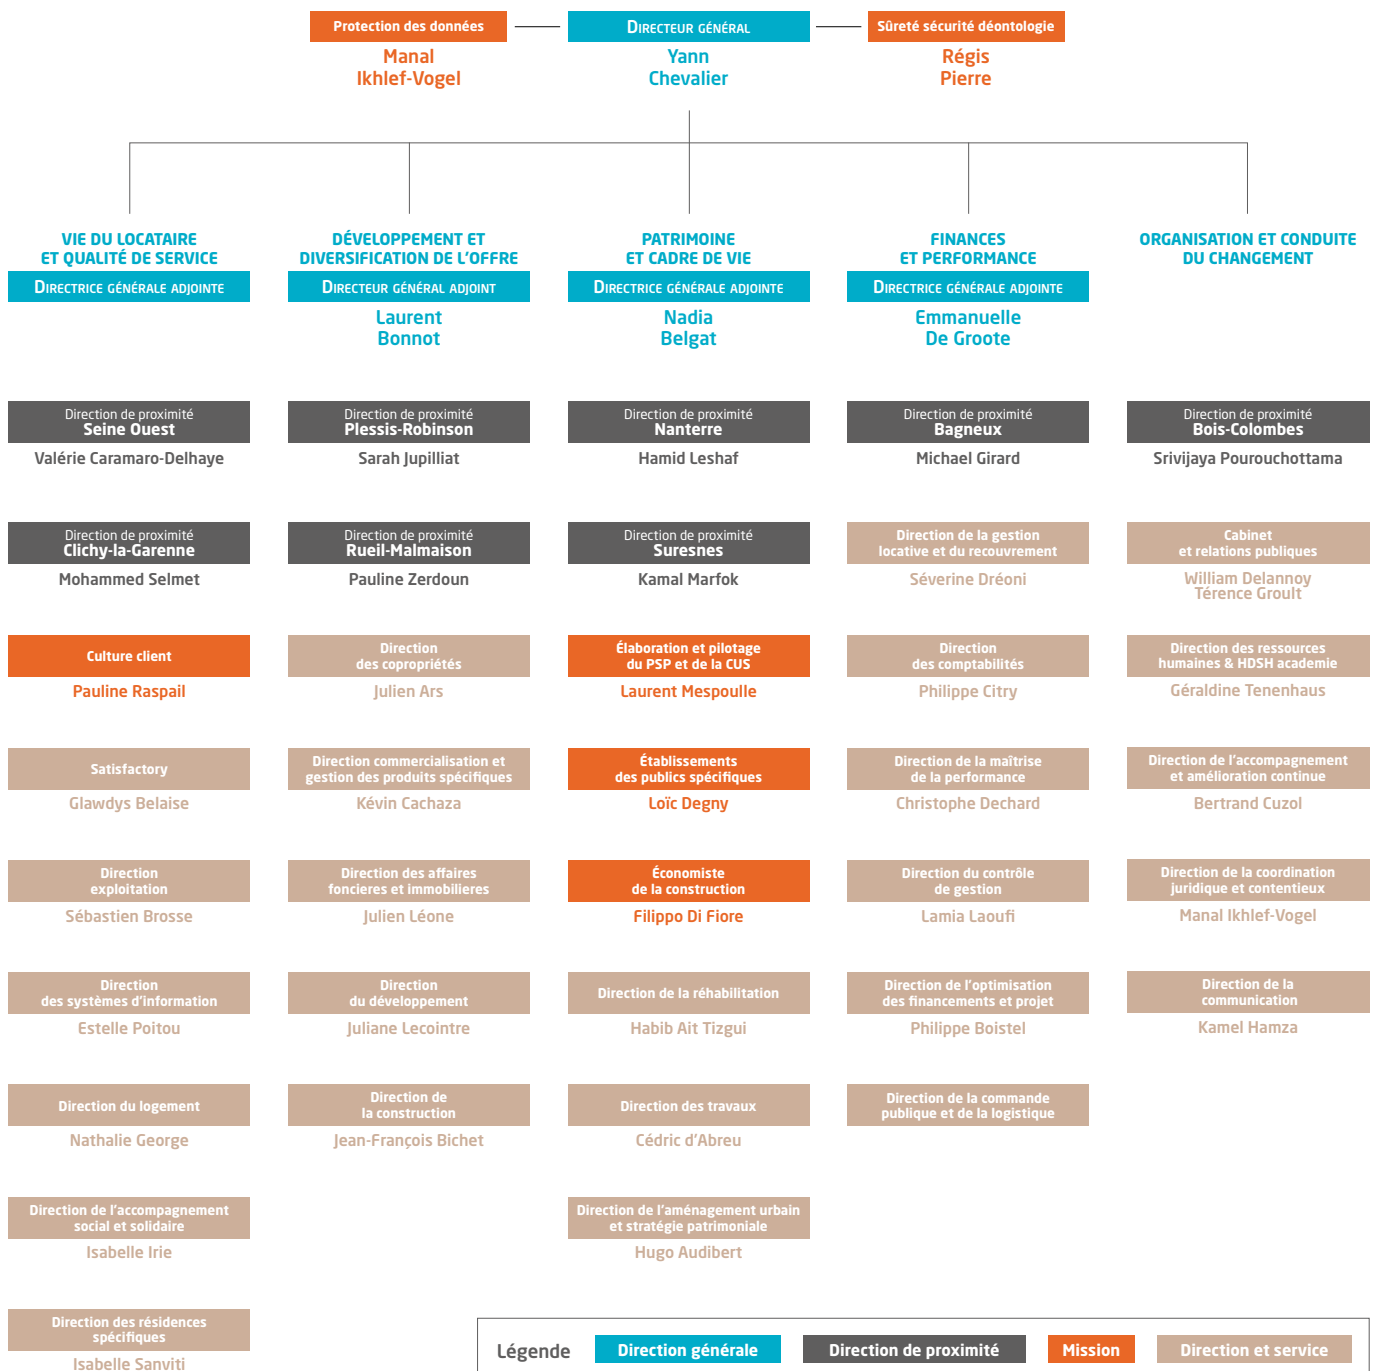 Protection des données
Manal
Ikhlef-Vogel
Directeur général
Yann
Chevalier
Sûreté sécurité déontologie
Régis
Pierre
VIE DU LOCATAIRE
ET QUALITÉ DE SERVICE
Directrice générale adjointe
DÉVELOPPEMENT ET
DIVERSIFICATION DE L'OFFRE
Directeur général adjoint
Laurent
Bonnot
PATRIMOINE
ET CADRE DE VIE
Directrice générale adjointe
Nadia
Belgat
FINANCES
ET PERFORMANCE
Directrice générale adjointe
Emmanuelle
De Groote
ORGANISATION ET CONDUITE
DU CHANGEMENT
Direction de proximité
Seine Ouest
Valérie Caramaro-Delhaye
Direction de proximité
Plessis-Robinson
Sarah Jupilliat
Direction de proximité
Nanterre
Hamid Leshaf
Direction de proximité
Bagneux
Michael Girard
Direction de proximité
Bois-Colombes
Srivijaya Pourouchottama
Direction de proximité
Clichy-la-Garenne
Mohammed Selmet
Direction de proximité
Rueil-Malmaison
Pauline Zerdoun
Direction de proximité
Suresnes
Kamal Marfok
Direction de la gestion
locative et du recouvrement
Séverine Dréoni
Cabinet
et relations publiques
William Delannoy
Térence Groult
Culture client
Pauline Raspail
Direction
des copropriétés
Julien Ars
Élaboration et pilotage
du PSP et de la CUS
Laurent Mespoulle
Direction
des comptabilités
Philippe Citry
Direction des ressources
humaines & HDSH academie
Géraldine Tenenhaus
Satisfactory
Glawdys Belaise
Direction commercialisation et
gestion des produits spécifiques
Kévin Cachaza
Établissements
des publics spécifiques
Loïc Degny
Direction de la maîtrise
de la performance
Christophe Dechard
Direction de l'accompagnement
et amélioration continue
Bertrand Cuzol
Direction
exploitation
Sébastien Brosse
Direction des affaires
foncieres et immobilieres
Julien Léone
Économiste
de la construction
Filippo Di Fiore
Direction du contrôle
de gestion
Lamia Laoufi
Direction de la coordination
juridique et contentieux
Manal Ikhlef-Vogel
Direction
des systèmes d'information
Estelle Poitou
Direction
du développement
Juliane Lecointre
Direction de la réhabilitation
Habib Ait Tizgui
Direction de l'optimisation
des financements et projet
Philippe Boistel
Direction de la
communication
Kamel Hamza
Direction du logement
Nathalie George
Direction de
la construction
Jean-François Bichet
Direction des travaux
Cédric d'Abreu
Direction de la commande
publique et de la logistique
Direction de l'accompagnement
social et solidaire
Isabelle Irie
Direction de l'aménagement urbain
et stratégie patrimoniale
Hugo Audibert
Direction des résidences
spécifiques
Isabelle Sanviti
Légende
Direction générale
Direction de proximité
Mission
Direction et service